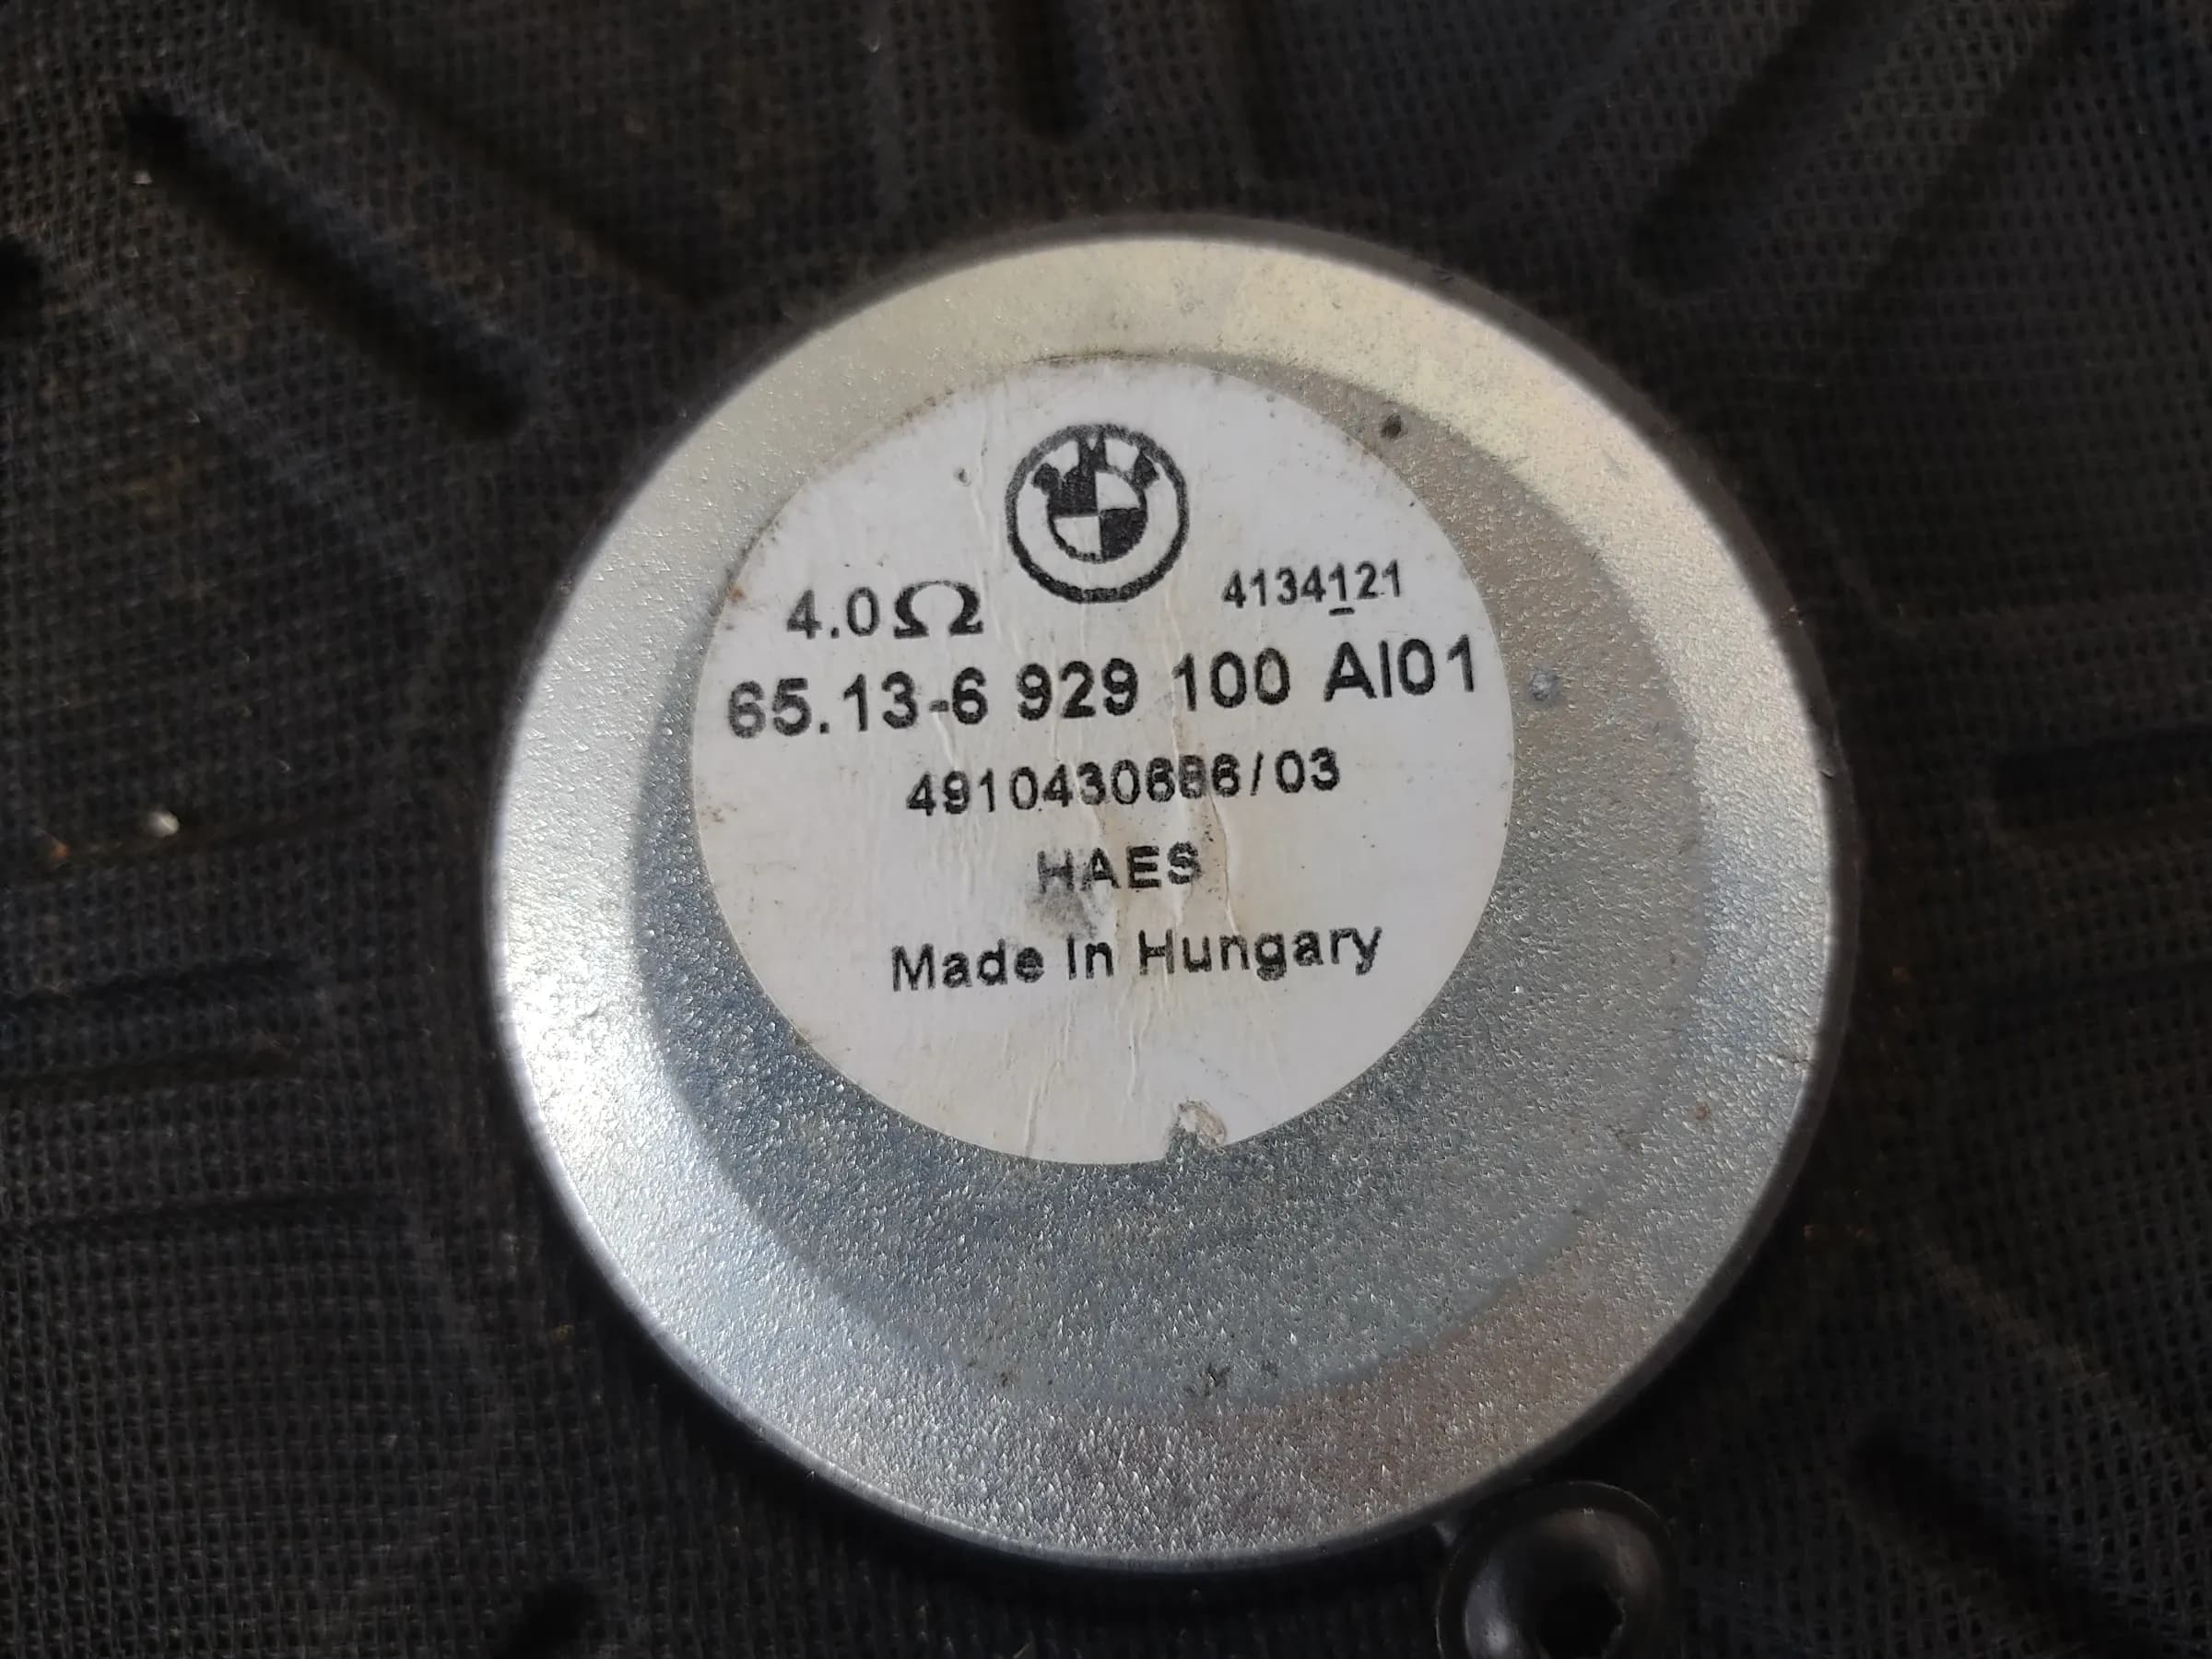 4.0Ω
4134121
65.13-6 929 100 AI01
4910430686/03
HAES
Made In Hungary